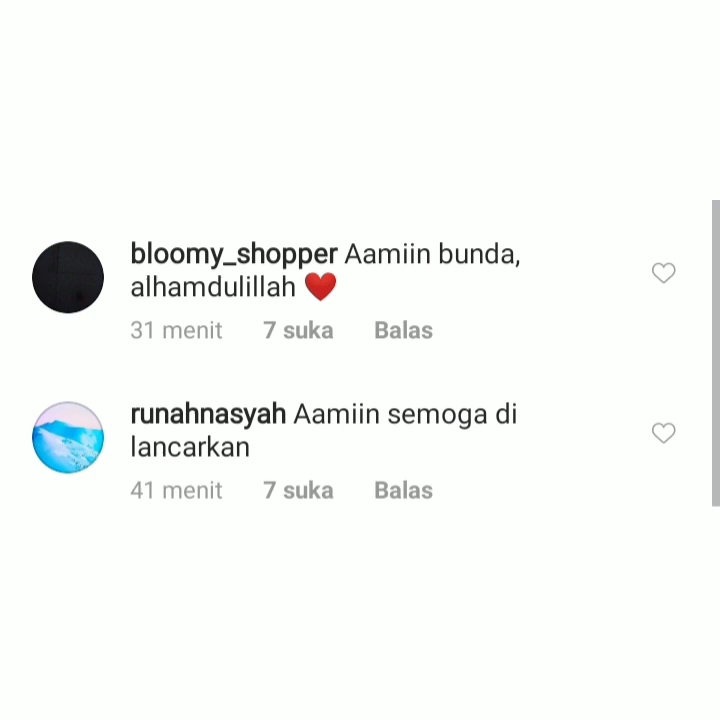 bloomy_shopper Aamiin bunda,
alhamdulillah ❤️
31 menit 7 suka Balas
runahnasyah Aamiin semoga di
lancarkan
41 menit 7 suka Balas